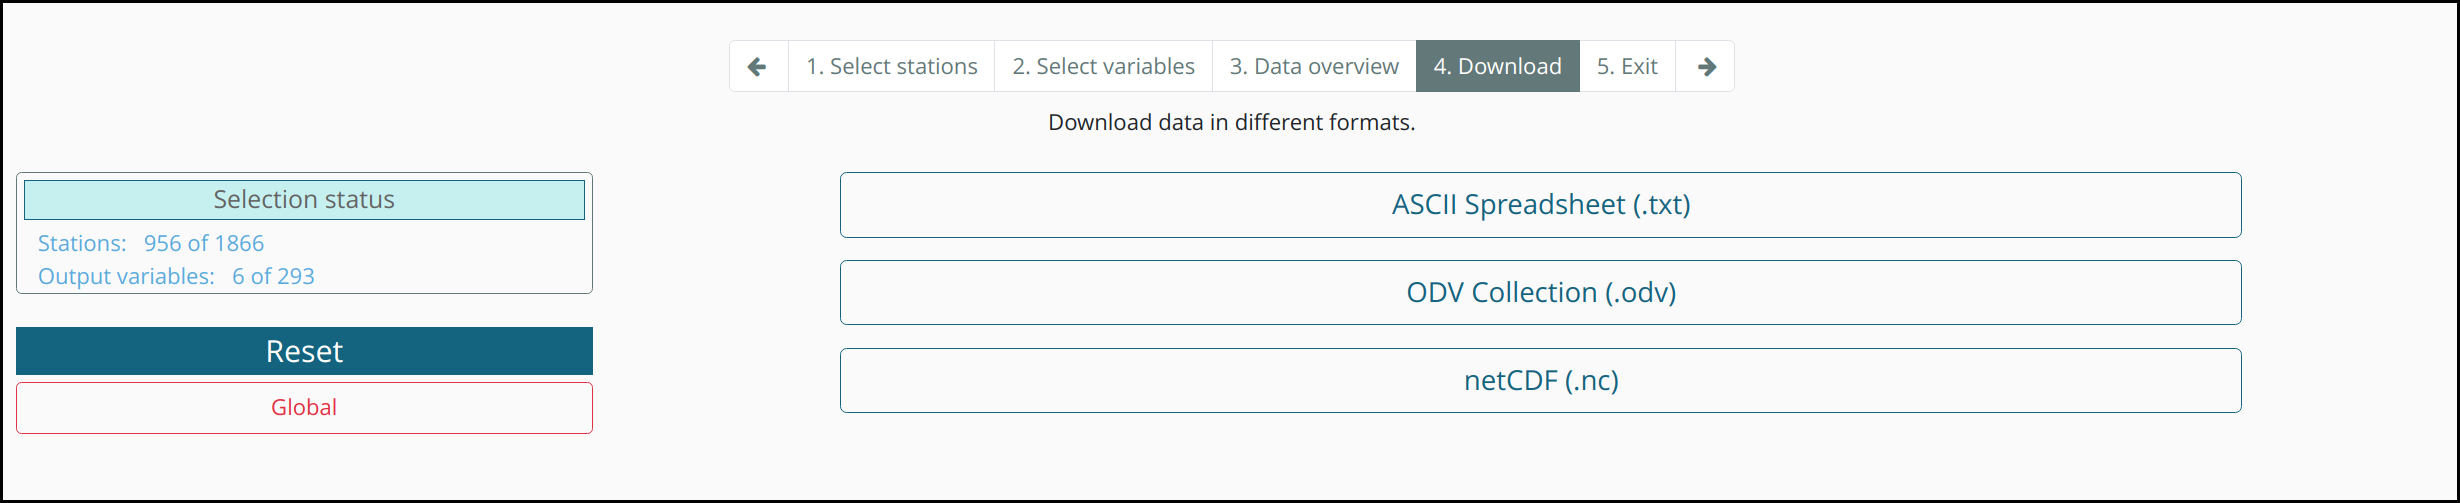 1. Select stations 2. Select variables 3. Data overview 4. Download 5. Exit
Download data in different formats.
Selection status
Stations: 956 of 1866
Output variables: 6 of 293
Reset
Global
ASCII Spreadsheet (.txt)
ODV Collection (.odv)
netCDF (.nc)